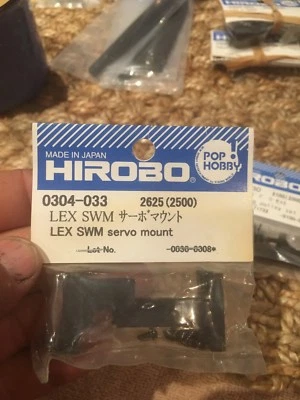 MADE IN JAPAN
HIROBO
POP
HOBBY
0304-033 2625(2500)
LEX SWM サーボマウント
LEX SWM servo mount
Lot No. 0030-0308*
HIROBO